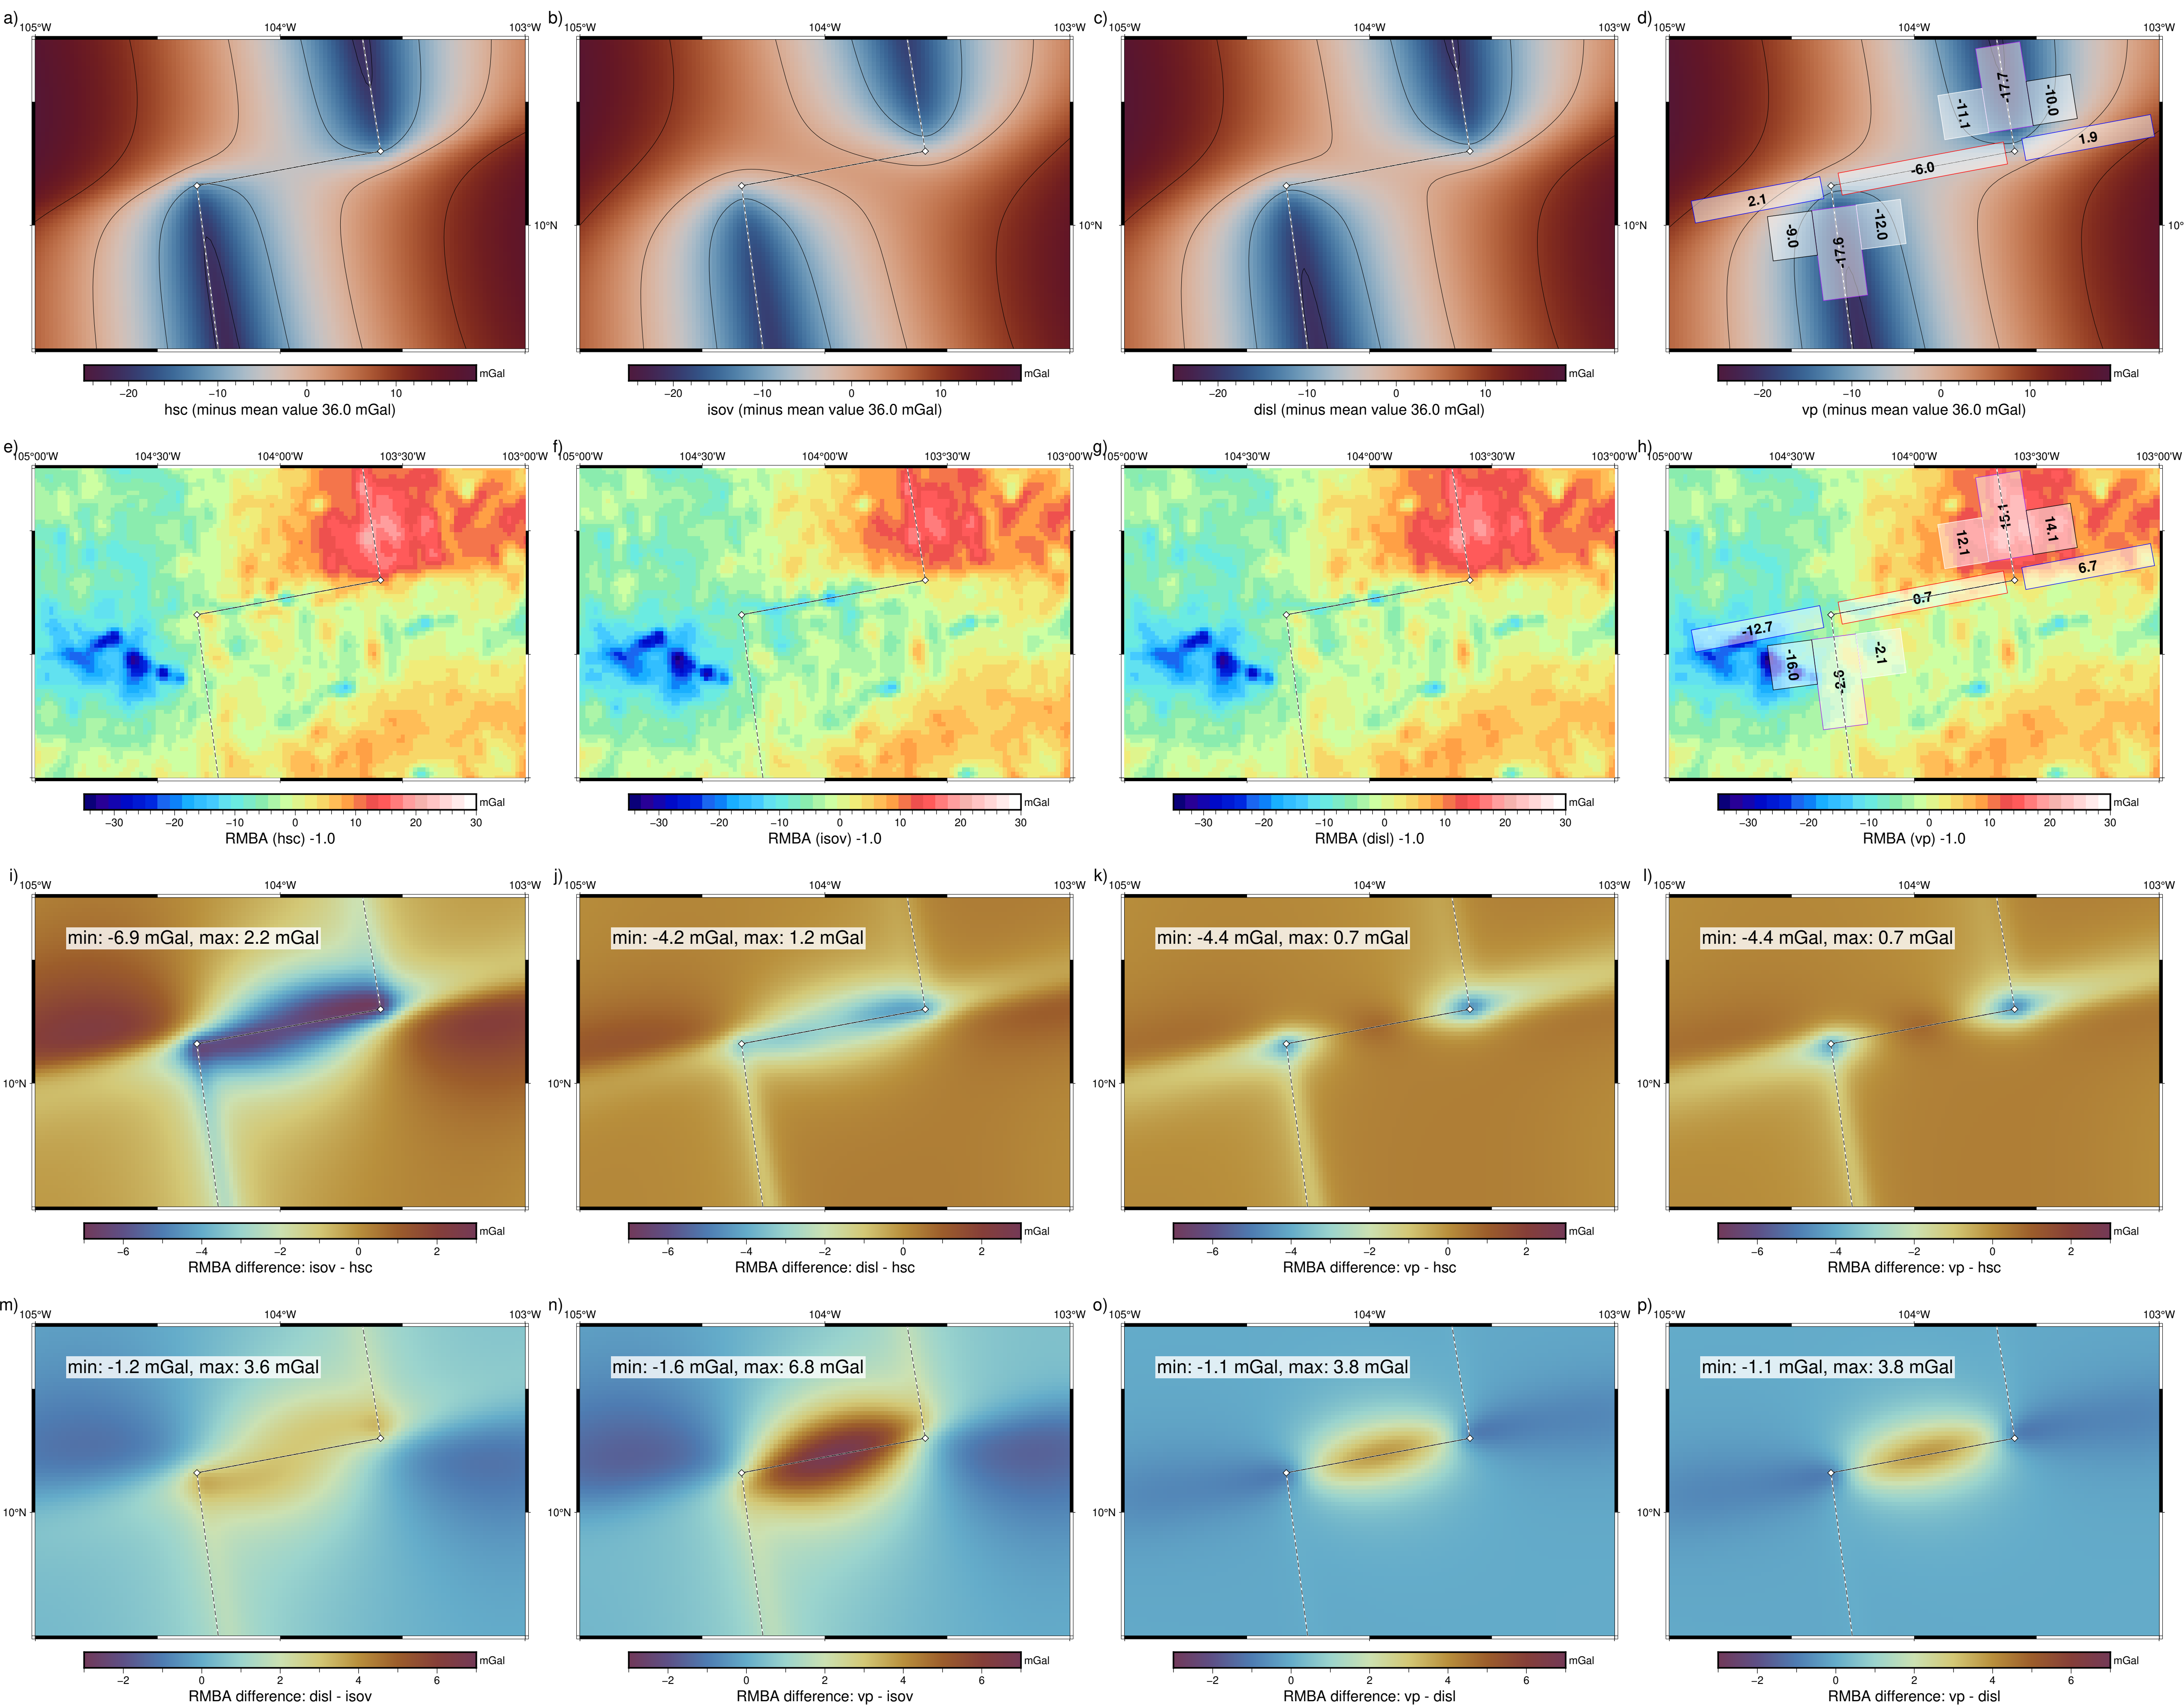 a) b) c) d)
105°W 104°W 103°W 105°W 104°W 103°W 105°W 104°W 103°W 105°W 104°W 103°W
-17.7
-11.1 -10.0
1.9
-6.0
2.1
-9.0 -12.0
-17.6
10°N 10°N 10°N 10°
mGal mGal mGal mGal
−20 −10 0 10 −20 −10 0 10 −20 −10 0 10 −20 −10 0 10
hsc (minus mean value 36.0 mGal) isov (minus mean value 36.0 mGal) disl (minus mean value 36.0 mGal) vp (minus mean value 36.0 mGal)
e) f) g) h)
105°00'W 104°30'W 104°00'W 103°30'W 103°00'W 105°00'W 104°30'W 104°00'W 103°30'W 103°00'W 105°00'W 104°30'W 104°00'W 103°30'W 103°00'W 105°00'W 104°30'W 104°00'W 103°30'W 103°00'W
15.1
12.1 14.1
6.7
0.7
-12.7
-16.0 -2.1
-2.6
mGal mGal mGal mGal
−30 −20 −10 0 10 20 30 −30 −20 −10 0 10 20 30 −30 −20 −10 0 10 20 30 −30 −20 −10 0 10 20 30
RMBA (hsc) -1.0 RMBA (isov) -1.0 RMBA (disl) -1.0 RMBA (vp) -1.0
i) j) k) l)
105°W 104°W 103°W 105°W 104°W 103°W 105°W 104°W 103°W 105°W 104°W 103°W
min: -6.9 mGal, max: 2.2 mGal min: -4.2 mGal, max: 1.2 mGal min: -4.4 mGal, max: 0.7 mGal min: -4.4 mGal, max: 0.7 mGal
10°N 10°N 10°N 10°N
mGal mGal mGal mGal
−6 −4 −2 0 2 −6 −4 −2 0 2 −6 −4 −2 0 2 −6 −4 −2 0 2
RMBA difference: isov - hsc RMBA difference: disl - hsc RMBA difference: vp - hsc RMBA difference: vp - hsc
m) n) o) p)
105°W 104°W 103°W 105°W 104°W 103°W 105°W 104°W 103°W 105°W 104°W 103°W
min: -1.2 mGal, max: 3.6 mGal min: -1.6 mGal, max: 6.8 mGal min: -1.1 mGal, max: 3.8 mGal min: -1.1 mGal, max: 3.8 mGal
10°N 10°N 10°N 10°N
mGal mGal mGal mGal
−2 0 2 4 6 −2 0 2 4 6 −2 0 2 4 6 −2 0 2 4 6
RMBA difference: disl - isov RMBA difference: vp - isov RMBA difference: vp - disl RMBA difference: vp - disl